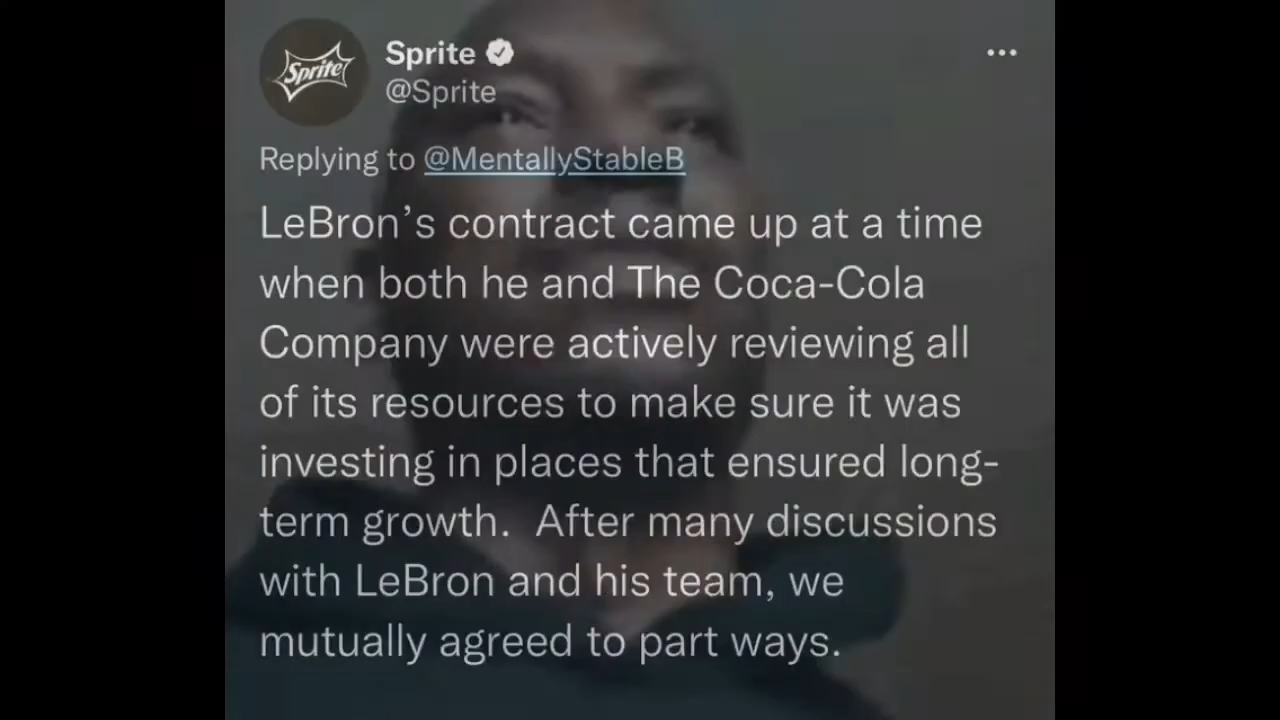 Sprite
Sprite
@Sprite
Replying to @MentallyStableB
LeBron’s contract came up at a time
when both he and The Coca-Cola
Company were actively reviewing all
of its resources to make sure it was
investing in places that ensured long-
term growth.  After many discussions
with LeBron and his team, we
mutually agreed to part ways.